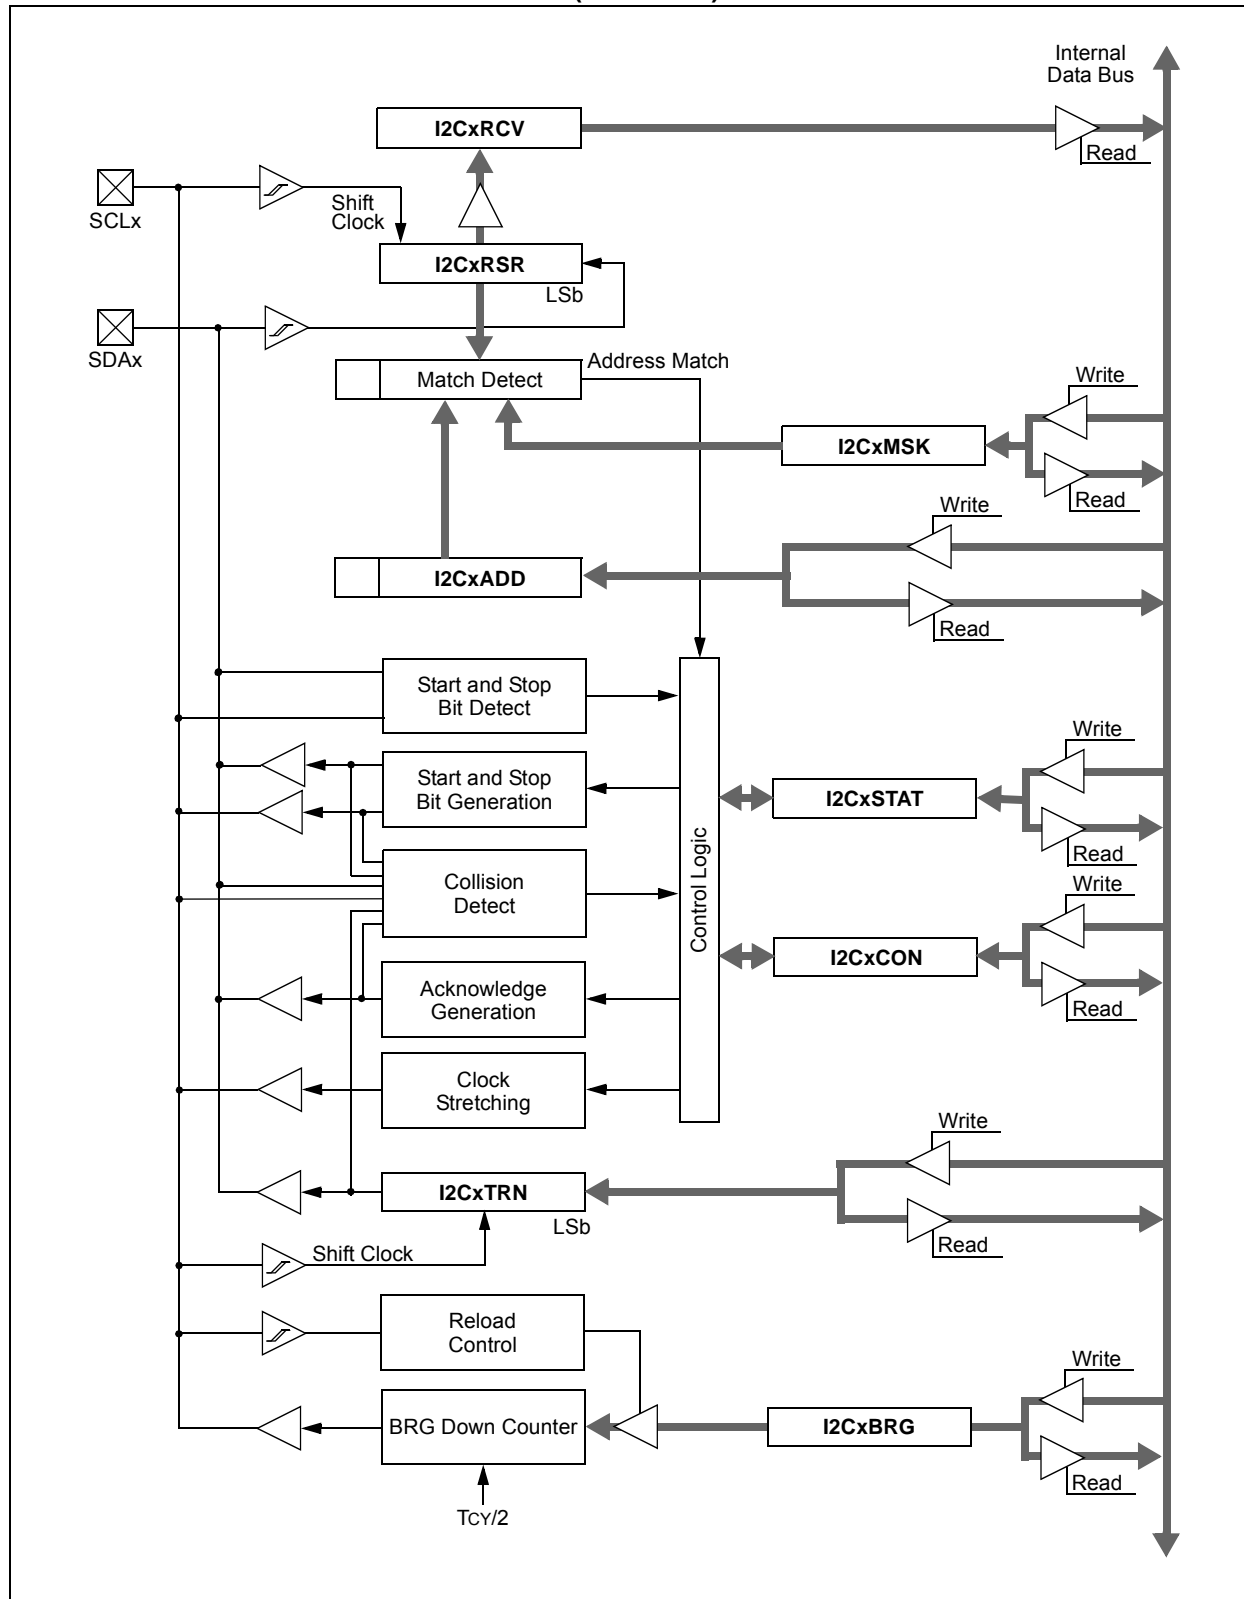 Internal
Data Bus
I2CxRCV
Read
SCLx
Shift
Clock
I2CxRSR
LSb
SDAx
Address Match
Match Detect
Write
I2CxMSK
Read
Write
I2CxADD
Read
Start and Stop
Bit Detect
Start and Stop
Bit Generation
Write
I2CxSTAT
Read
Collision
Detect
Control Logic
Write
I2CxCON
Read
Acknowledge
Generation
Clock
Stretching
Write
I2CxTRN
LSb
Read
Shift Clock
Reload
Control
Write
BRG Down Counter
I2CxBRG
Read
TCY/2